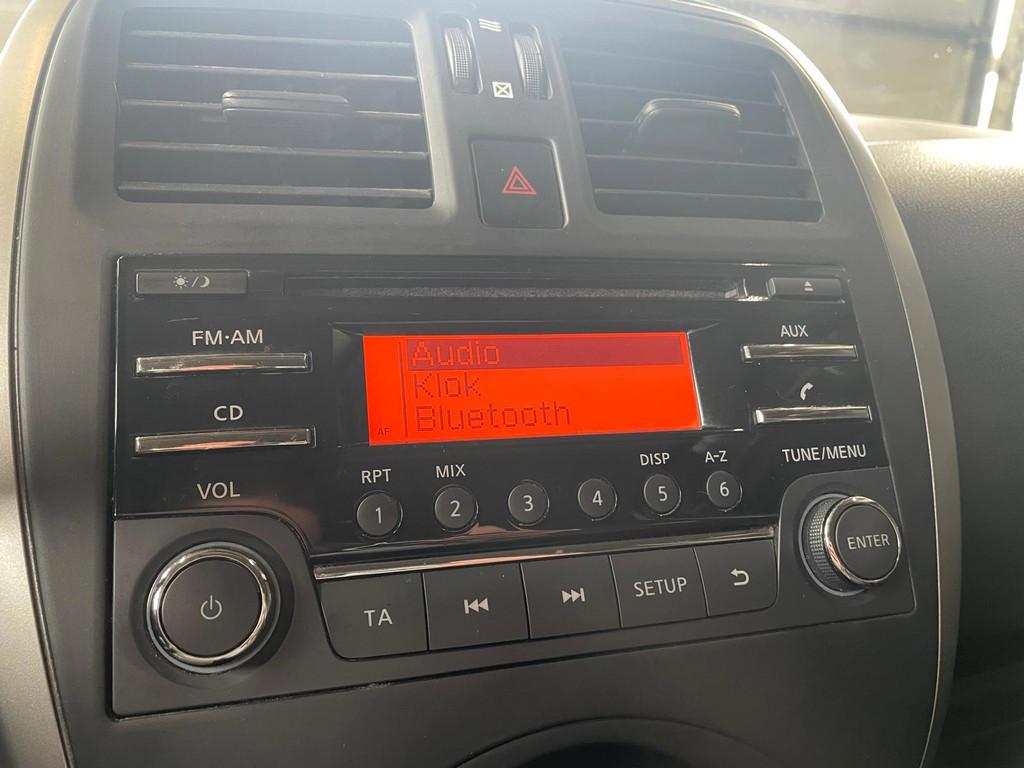 FM·AM
CD
VOL
Audio
Klok
Bluetooth
AF
AUX
TUNE/MENU
RPT
MIX
DISP
A-Z
1
2
3
4
5
6
ENTER
TA
SETUP